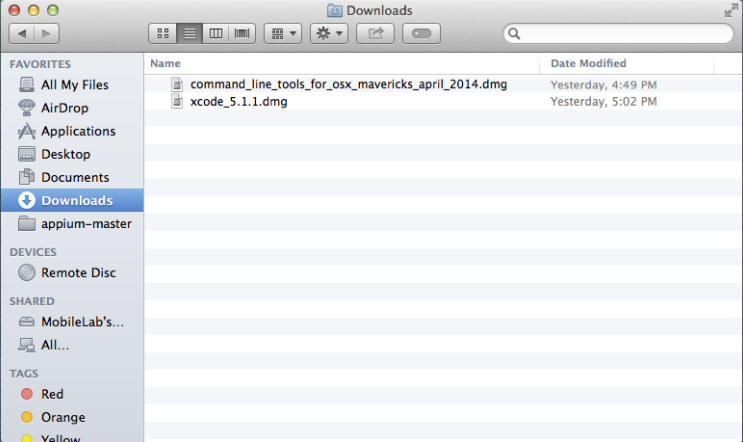 Downloads
FAVORITES
All My Files
AirDrop
Applications
Desktop
Documents
Downloads
appium-master
DEVICES
Remote Disc
SHARED
MobileLab's...
All...
TAGS
Red
Orange
Yellow
Name Date Modified
command_line_tools_for_osx_mavericks_april_2014.dmg Yesterday, 4:49 PM
xcode_5.1.1.dmg Yesterday, 5:02 PM